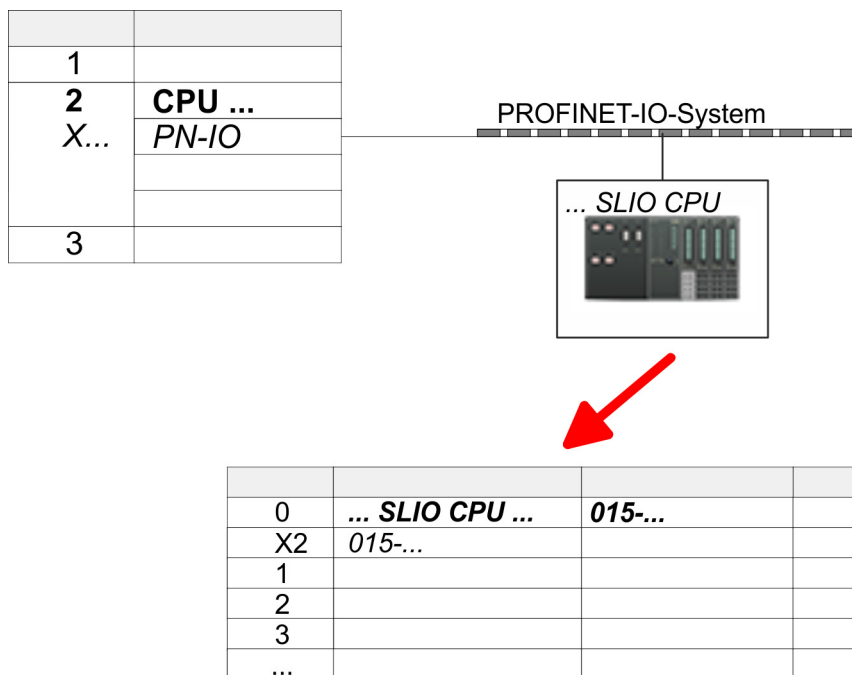 1
2 CPU ...
X... PN-IO
3
PROFINET-IO-System
... SLIO CPU
0 ... SLIO CPU ... 015-...
X2 015-...
1
2
3
...